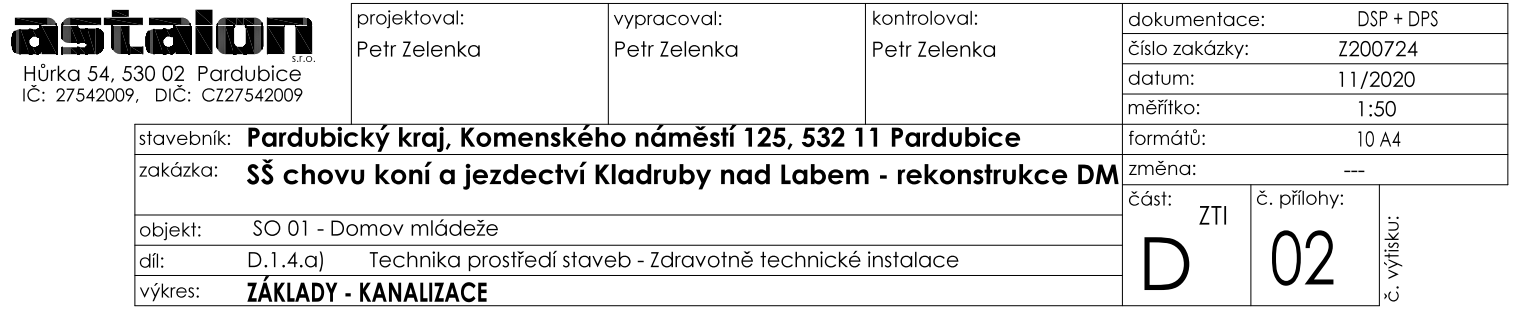 astalon
s.r.o.
Hůrka 54, 530 02 Pardubice
IČ: 27542009, DIČ: CZ27542009
projektoval:
Petr Zelenka
vypracoval:
Petr Zelenka
kontroloval:
Petr Zelenka
dokumentace: DSP + DPS
číslo zakázky: Z200724
datum: 11/2020
měřítko: 1:50
formátů: 10 A4
změna: ---
stavebník: Pardubický kraj, Komenského náměstí 125, 532 11 Pardubice
zakázka: SŠ chovu koní a jezdectví Kladruby nad Labem - rekonstrukce DM
objekt: SO 01 - Domov mládeže
díl: D.1.4.a) Technika prostředí staveb - Zdravotně technické instalace
výkres: ZÁKLADY - KANALIZACE
část: ZTI
D
č. přílohy:
02
č. výtisku: